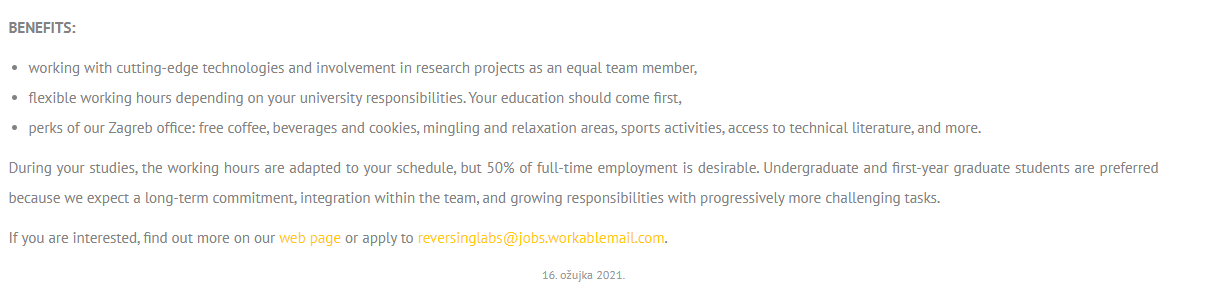 BENEFITS:
• working with cutting-edge technologies and involvement in research projects as an equal team member,
• flexible working hours depending on your university responsibilities. Your education should come first,
• perks of our Zagreb office: free coffee, beverages and cookies, mingling and relaxation areas, sports activities, access to technical literature, and more.
During your studies, the working hours are adapted to your schedule, but 50% of full-time employment is desirable. Undergraduate and first-year graduate students are preferred
because we expect a long-term commitment, integration within the team, and growing responsibilities with progressively more challenging tasks.
If you are interested, find out more on our web page or apply to reversinglabs@jobs.workablemail.com.
16. ožujka 2021.